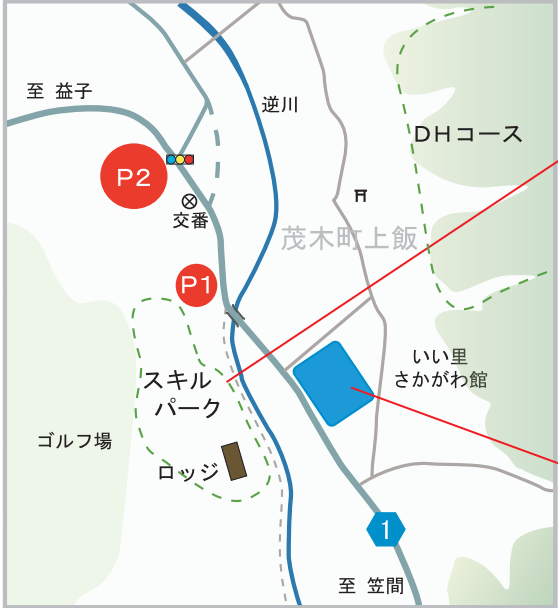 至 益子
逆川
DHコース
P2
交番
茂木町上飯
P1
いい里
さかがわ館
スキル
パーク
ゴルフ場
ロッジ
1
至 笠間